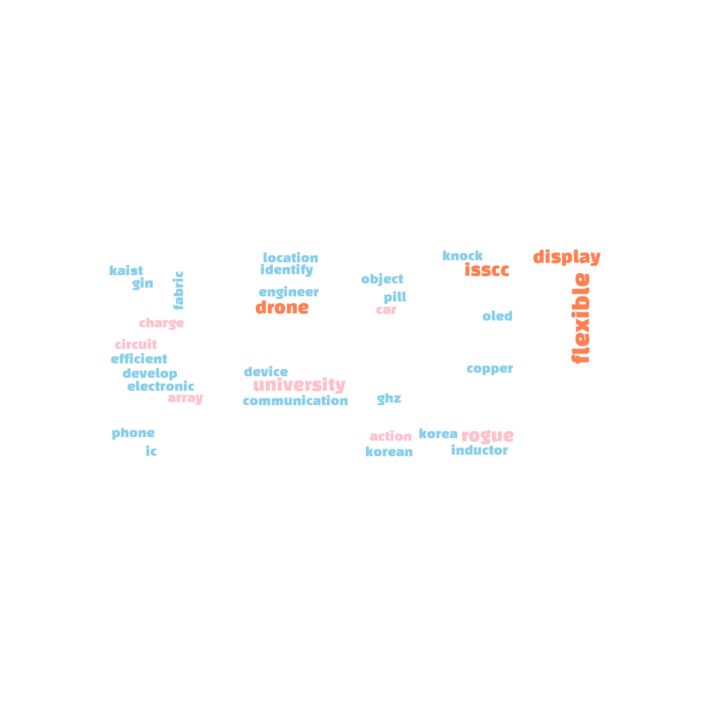 kaist
gin
fabric
charge
circuit
efficient
develop
electronic
array
phone
ic
location
identify
engineer
drone
device
university
communication
object
pill
car
ghz
action
korean
knock
isscc
oled
copper
korea
rogue
inductor
display
flexible